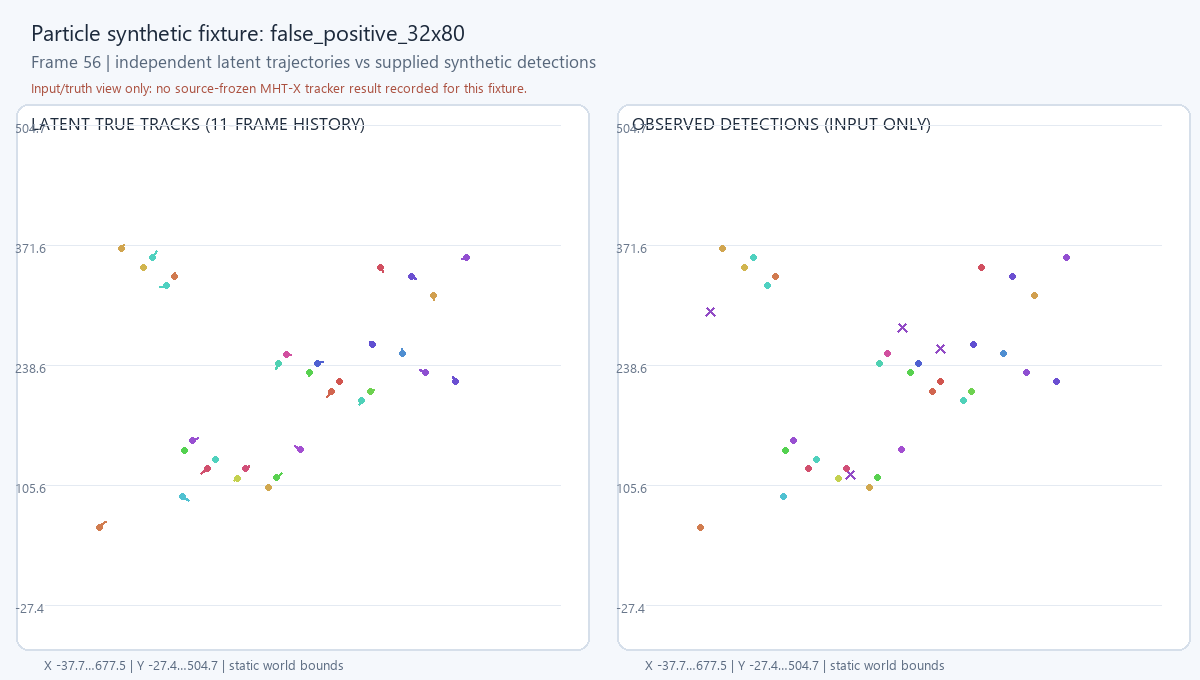 Particle synthetic fixture: false_positive_32x80
Frame 56 | independent latent trajectories vs supplied synthetic detections
Input/truth view only: no source-frozen MHT-X tracker result recorded for this fixture.
LATENT TRUE TRACKS (11-FRAME HISTORY)
504.7
371.6
238.6
105.6
-27.4
X -37.7...677.5 | Y -27.4...504.7 | static world bounds
OBSERVED DETECTIONS (INPUT ONLY)
504.7
371.6
238.6
105.6
-27.4
X -37.7...677.5 | Y -27.4...504.7 | static world bounds